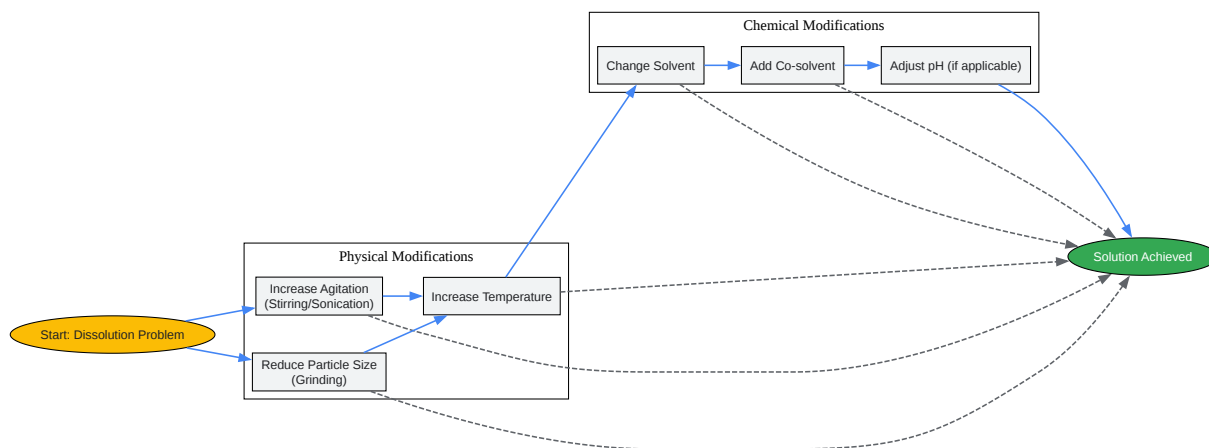 Chemical Modifications
Change Solvent
Add Co-solvent
Adjust pH (if applicable)
Physical Modifications
Increase Agitation
(Stirring/Sonication)
Increase Temperature
Start: Dissolution Problem
Reduce Particle Size
(Grinding)
Solution Achieved